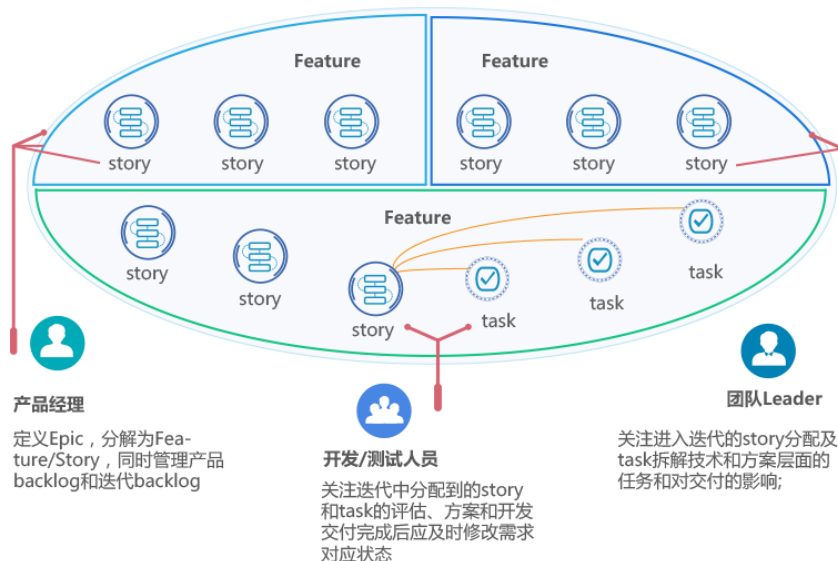 Feature
Feature
story
story
story
story
story
story
Feature
story
story
story
task
task
task
产品经理
定义Epic，分解为Fea-
ture/Story，同时管理产品
backlog和迭代backlog
开发/测试人员
关注迭代中分配到的story
和task的评估、方案和开发
交付完成后应及时修改需求
对应状态
团队Leader
关注进入迭代的story分配及
task拆解技术和方案层面的
任务和对交付的影响;